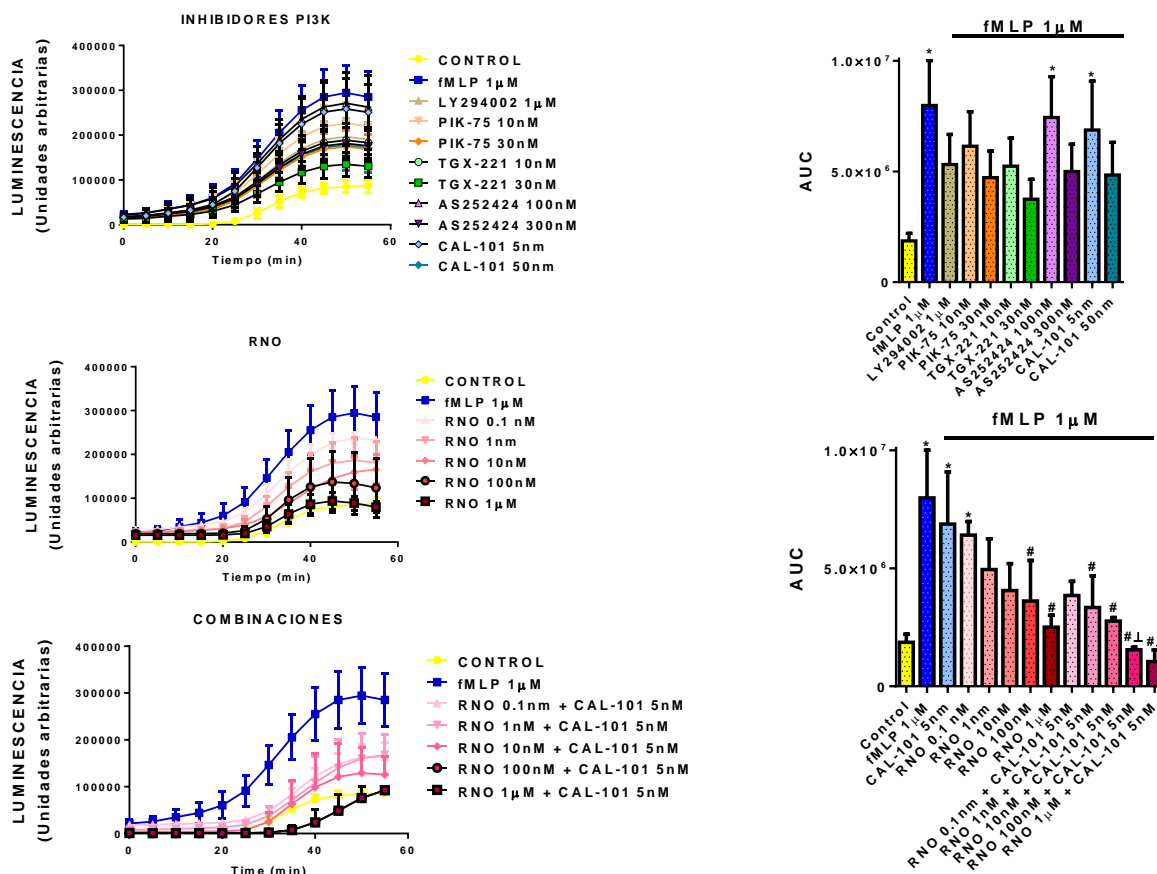 INHIBIDORES PI3K
LUMINESCENCIA
(Unidades arbitrarias)
400000
300000
200000
100000
0
0
20
40
60
Tiempo (min)
CONTROL
fMLP 1µM
LY294002 1µM
PIK-75 10nM
PIK-75 30nM
TGX-221 10nM
TGX-221 30nM
AS252424 100nM
AS252424 300nM
CAL-101 5nm
CAL-101 50nm
fMLP 1µM
AUC
1.0×10⁷
5.0×10⁶
0
*
*
*
Control
fMLP 1µM
LY294002 1µM
PIK-75 10nM
PIK-75 30nM
TGX-221 10nM
TGX-221 30nM
AS252424 100nM
AS252424 300nM
CAL-101 5nm
CAL-101 50nm
RNO
LUMINESCENCIA
(Unidades arbitrarias)
400000
300000
200000
100000
0
0
20
40
60
Tiempo (min)
CONTROL
fMLP 1µM
RNO 0.1 nM
RNO 1nm
RNO 10nM
RNO 100nM
RNO 1µM
fMLP 1µM
AUC
1.0×10⁷
5.0×10⁶
0
*
*
*
#
#
#
#
#⊥
#
Control
fMLP 1µM
CAL-101 5nm
RNO 0.1 nM
RNO 1nm
RNO 10nM
RNO 100nM
RNO 1µM
RNO 0.1nm + CAL-101 5nM
RNO 1nM + CAL-101 5nM
RNO 10nM + CAL-101 5nM
RNO 100nM + CAL-101 5nM
RNO 1µM + CAL-101 5nM
COMBINACIONES
LUMINESCENCIA
(Unidades arbitrarias)
400000
300000
200000
100000
0
0
20
40
60
Time (min)
CONTROL
fMLP 1µM
RNO 0.1nm + CAL-101 5nM
RNO 1nM + CAL-101 5nM
RNO 10nM + CAL-101 5nM
RNO 100nM + CAL-101 5nM
RNO 1µM + CAL-101 5nM